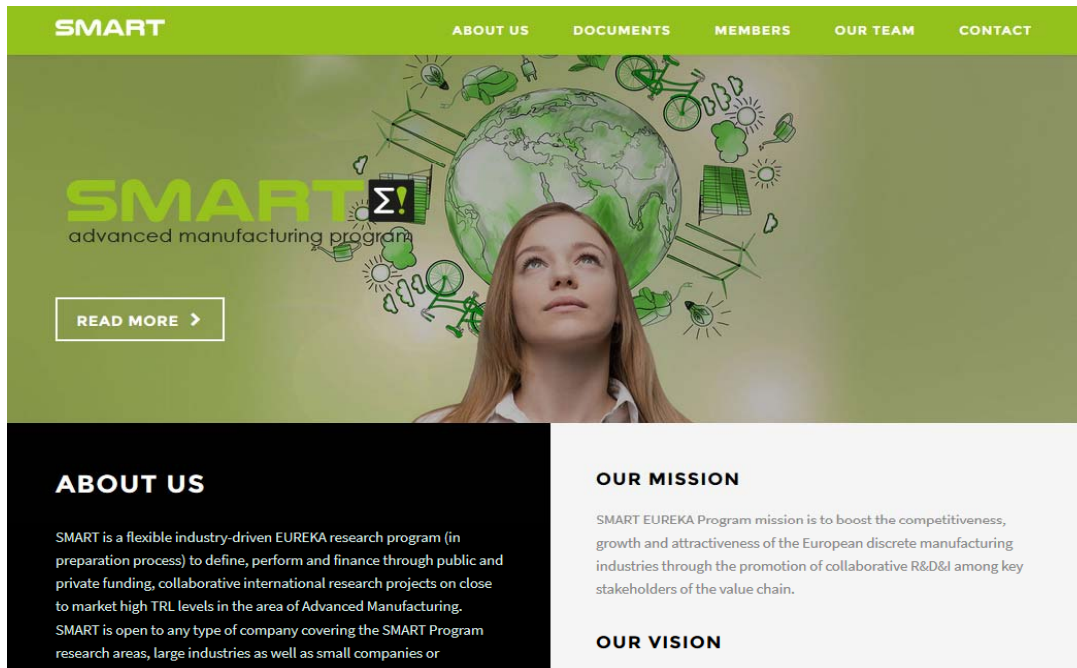 SMART
ABOUT US
DOCUMENTS
MEMBERS
OUR TEAM
CONTACT
SMART Σ!
advanced manufacturing program
READ MORE
ABOUT US
SMART is a flexible industry-driven EUREKA research program (in
preparation process) to define, perform and finance through public and
private funding, collaborative international research projects on close
to market high TRL levels in the area of Advanced Manufacturing.
SMART is open to any type of company covering the SMART Program
research areas, large industries as well as small companies or
OUR MISSION
SMART EUREKA Program mission is to boost the competitiveness,
growth and attractiveness of the European discrete manufacturing
industries through the promotion of collaborative R&D&I among key
stakeholders of the value chain.
OUR VISION